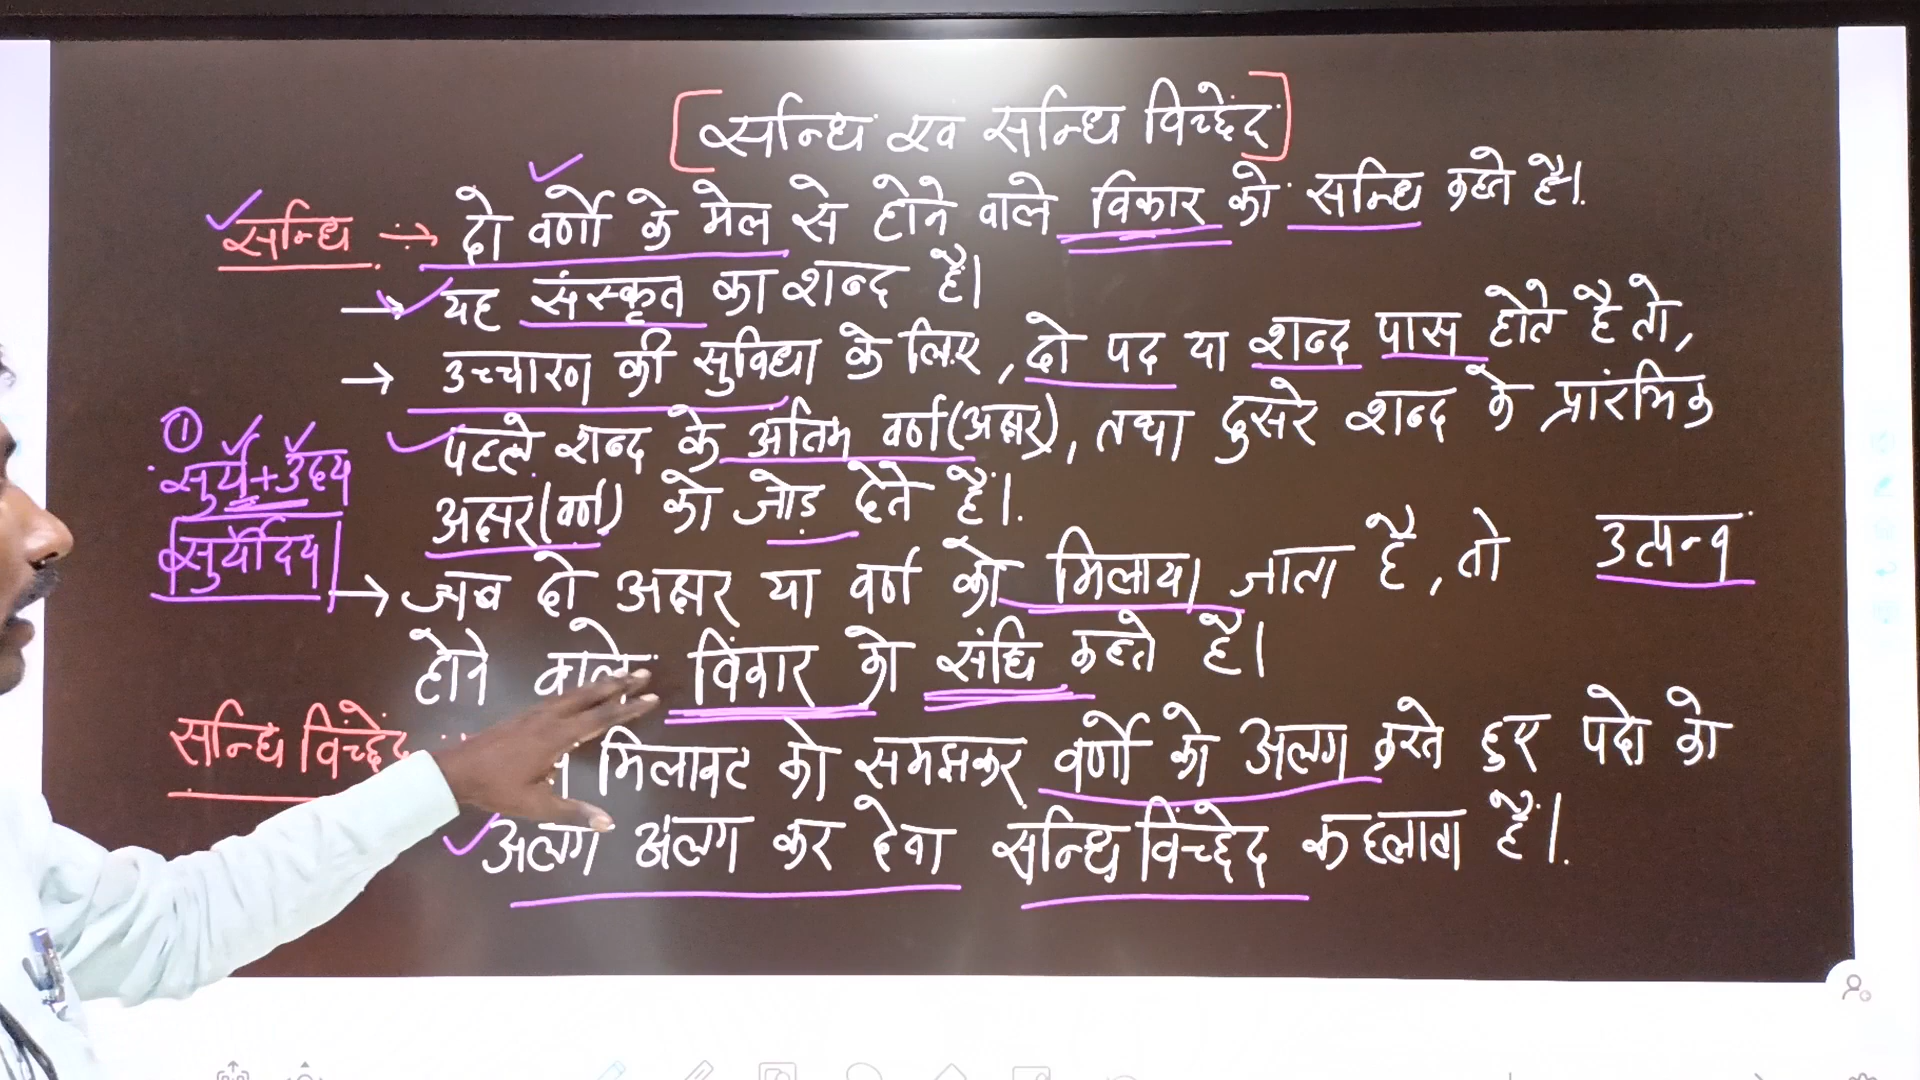 [सन्धि एव सन्धि विच्छेद]
सन्धि → दो वर्णो के मेल से होने वाले विकार को सन्धि कहते है।
→ यह संस्कृत का शब्द है।
→ उच्चारण की सुविधा के लिए, दो पद या शब्द पास होते है तो,
पहले शब्द के अंतिम वर्ण(अक्षर), तथा दुसरे शब्द के प्रारंभिक
अक्षर(वर्ण) को जोड़ देते हैं।
①
सुर्य+उदय
सुर्योदय
→ जब दो अक्षर या वर्ण को मिलाया जाता है, तो उत्पन्न
होने वाले विकार को संधि कहते है।
सन्धि विच्छेद मिलावट को समझकर वर्णो को अलग करते हुए पदो को
अलग अलग कर देना सन्धि विच्छेद कहलाता है।